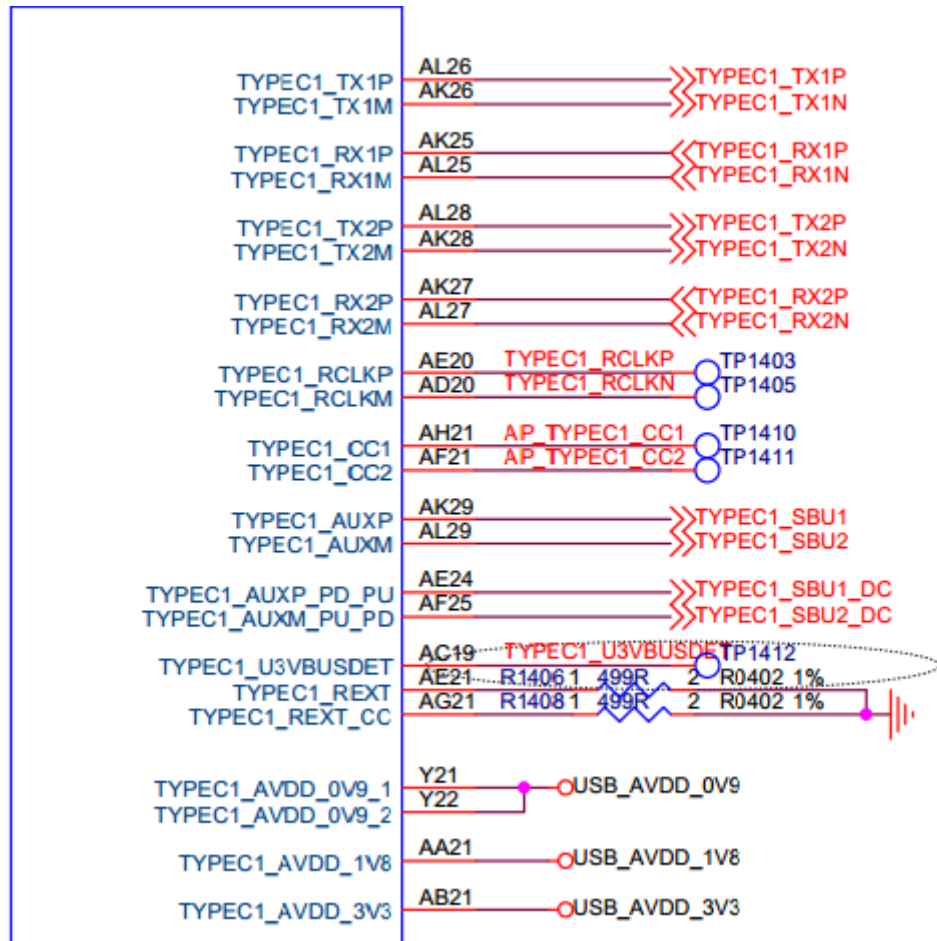 TYPEC1_TX1P AL26 TYPEC1_TX1P
TYPEC1_TX1M AK26 TYPEC1_TX1N
TYPEC1_RX1P AK25 TYPEC1_RX1P
TYPEC1_RX1M AL25 TYPEC1_RX1N
TYPEC1_TX2P AL28 TYPEC1_TX2P
TYPEC1_TX2M AK28 TYPEC1_TX2N
TYPEC1_RX2P AK27 TYPEC1_RX2P
TYPEC1_RX2M AL27 TYPEC1_RX2N
TYPEC1_RCLKP AE20 TYPEC1_RCLKP TP1403
TYPEC1_RCLKM AD20 TYPEC1_RCLKN TP1405
TYPEC1_CC1 AH21 AP_TYPEC1_CC1 TP1410
TYPEC1_CC2 AF21 AP_TYPEC1_CC2 TP1411
TYPEC1_AUXP AK29 TYPEC1_SBU1
TYPEC1_AUXM AL29 TYPEC1_SBU2
TYPEC1_AUXP_PD_PU AE24 TYPEC1_SBU1_DC
TYPEC1_AUXM_PU_PD AF25 TYPEC1_SBU2_DC
TYPEC1_U3VBUSDET AC19 TYPEC1_U3VBUSDET TP1412
TYPEC1_REXT AE21 R1406 1 499R 2 R0402 1%
TYPEC1_REXT_CC AG21 R1408 1 499R 2 R0402 1%
TYPEC1_AVDD_0V9_1 Y21 USB_AVDD_0V9
TYPEC1_AVDD_0V9_2 Y22
TYPEC1_AVDD_1V8 AA21 USB_AVDD_1V8
TYPEC1_AVDD_3V3 AB21 USB_AVDD_3V3